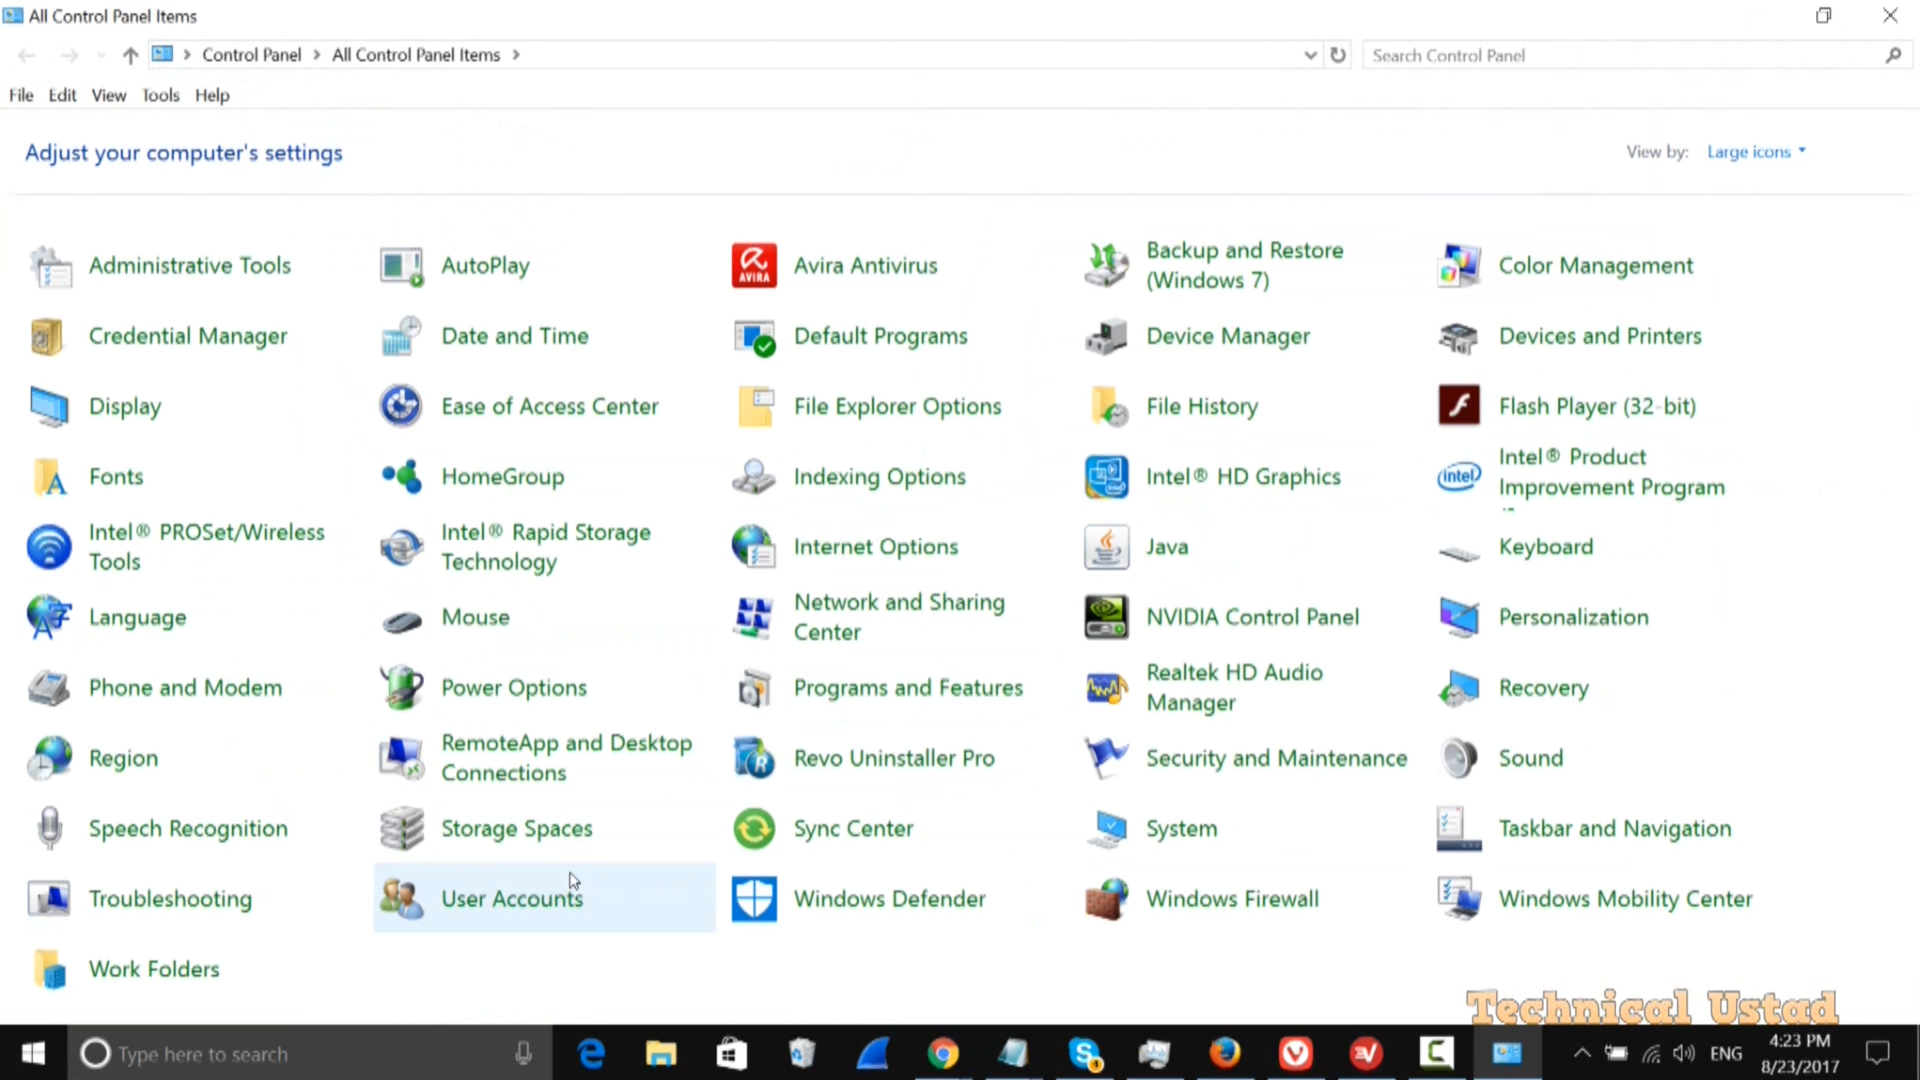 All Control Panel Items
Control Panel
All Control Panel Items
Search Control Panel
File Edit View Tools Help
Adjust your computer's settings
View by: Large icons
Administrative Tools
AutoPlay
AVIRA
Avira Antivirus
Backup and Restore
(Windows 7)
Color Management
Credential Manager
Date and Time
Default Programs
Device Manager
Devices and Printers
Display
Ease of Access Center
File Explorer Options
File History
Flash Player (32-bit)
Fonts
HomeGroup
Indexing Options
Intel® HD Graphics
intel
Intel® Product
Improvement Program
Intel® PROSet/Wireless
Tools
Intel® Rapid Storage
Technology
Internet Options
Java
Keyboard
Language
Mouse
Network and Sharing
Center
NVIDIA Control Panel
Personalization
Phone and Modem
Power Options
Programs and Features
Realtek HD Audio
Manager
Recovery
Region
RemoteApp and Desktop
Connections
Revo Uninstaller Pro
Security and Maintenance
Sound
Speech Recognition
Storage Spaces
Sync Center
System
Taskbar and Navigation
Troubleshooting
User Accounts
Windows Defender
Windows Firewall
Windows Mobility Center
Work Folders
Technical Ustad
Type here to search
ENG
4:23 PM
8/23/2017